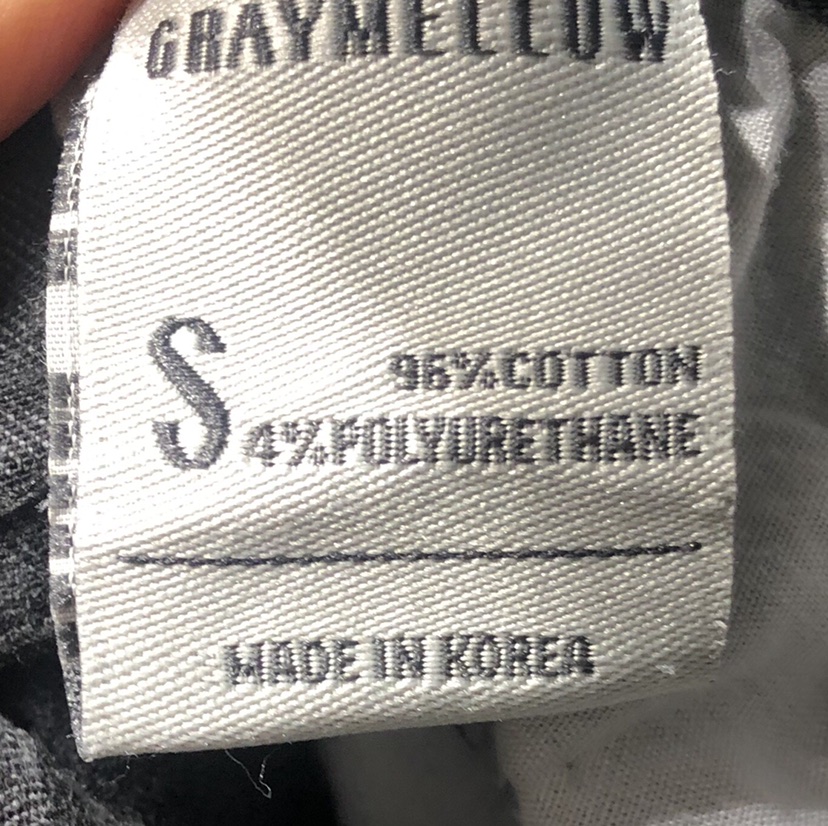 GRAYMELLOW
S
96%COTTON
4%POLYURETHANE
MADE IN KOREA